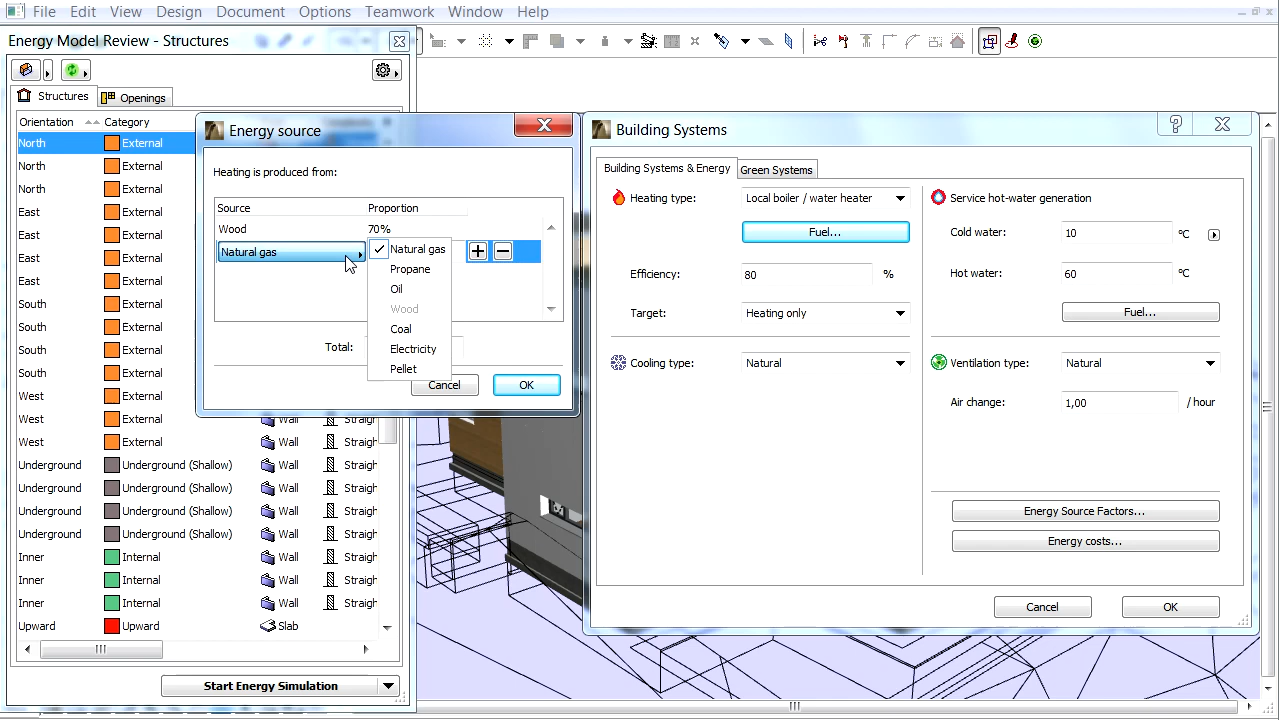 File Edit View Design Document Options Teamwork Window Help
Energy Model Review - Structures
Structures Openings
Orientation Category
North External
North External
North External
East External
East External
East External
East External
South External
South External
South External
South External
West External
West External
West External Wall Straigh
Underground Underground (Shallow) Wall Straigh
Underground Underground (Shallow) Wall Straigh
Underground Underground (Shallow) Wall Straigh
Underground Underground (Shallow) Wall Straigh
Inner Internal Wall Straigh
Inner Internal Wall Straigh
Inner Internal Wall Straigh
Upward Upward Slab
Start Energy Simulation
Energy source
Heating is produced from:
Source Proportion
Wood 70%
Natural gas
Natural gas
Propane
Oil
Wood
Coal
Electricity
Pellet
Total:
Cancel OK
Building Systems
Building Systems & Energy Green Systems
Heating type: Local boiler / water heater
Fuel...
Efficiency: 80 %
Target: Heating only
Cooling type: Natural
Service hot-water generation
Cold water: 10 ºC
Hot water: 60 ºC
Fuel...
Ventilation type: Natural
Air change: 1,00 / hour
Energy Source Factors...
Energy costs...
Cancel OK